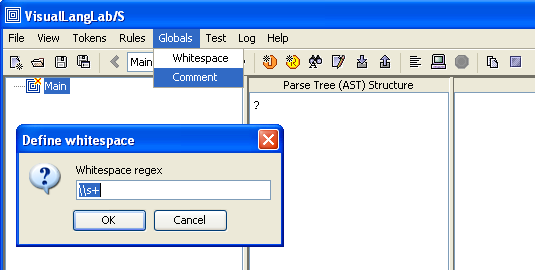 VisualLangLab/S
File View Tokens Rules Globals Test Log Help
Main
Whitespace
Comment
Main
Parse Tree (AST) Structure
?
Define whitespace
Whitespace regex
\\s+
OK Cancel